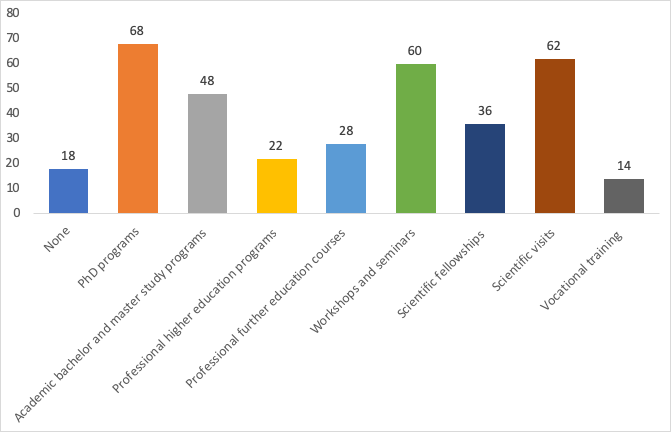 80
70
60
50
40
30
20
10
0
18
68
48
22
28
60
36
62
14
None
PhD programs
Academic bachelor and master study programs
Professional higher education programs
Professional further education courses
Workshops and seminars
Scientific fellowships
Scientific visits
Vocational training